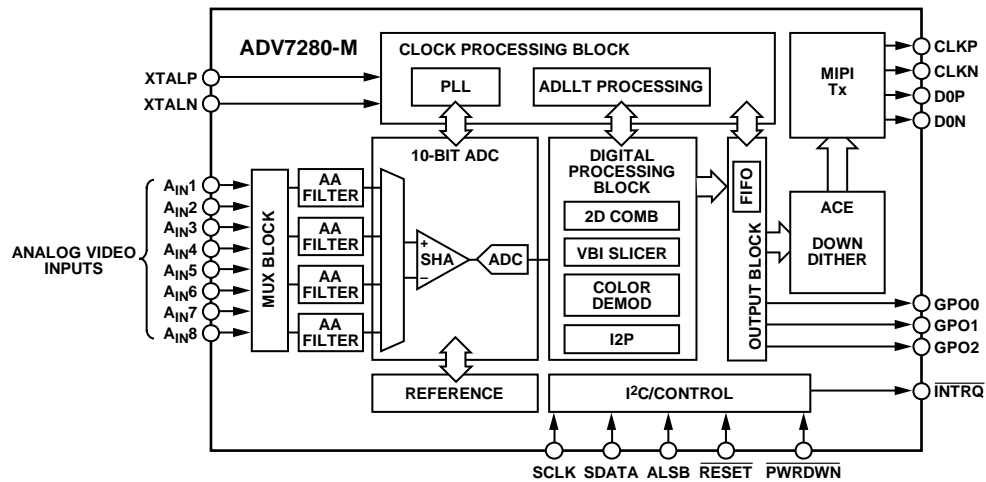 ADV7280-M
CLOCK PROCESSING BLOCK
PLL
ADLLT PROCESSING
XTALP
XTALN
MIPI
Tx
CLKP
CLKN
D0P
D0N
10-BIT ADC
DIGITAL
PROCESSING
BLOCK
2D COMB
VBI SLICER
COLOR
DEMOD
I2P
FIFO
OUTPUT BLOCK
ACE
DOWN
DITHER
ANALOG VIDEO
INPUTS
AIN1
AIN2
AIN3
AIN4
AIN5
AIN6
AIN7
AIN8
MUX BLOCK
AA
FILTER
AA
FILTER
AA
FILTER
AA
FILTER
+
SHA
–
ADC
GPO0
GPO1
GPO2
REFERENCE
I2C/CONTROL
INTRQ
SCLK
SDATA
ALSB
RESET
PWRDWN